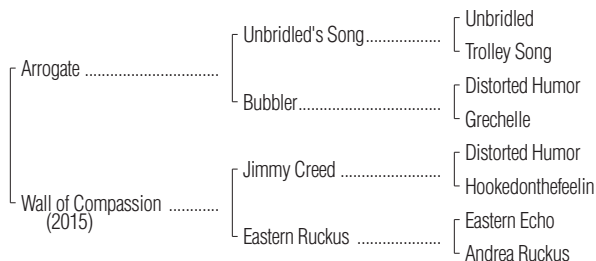 Unbridled
Unbridled's Song
Trolley Song
Arrogate
Distorted Humor
Bubbler
Grechelle
Distorted Humor
Jimmy Creed
Hookedonthefeelin
Wall of Compassion
(2015)
Eastern Echo
Eastern Ruckus
Andrea Ruckus